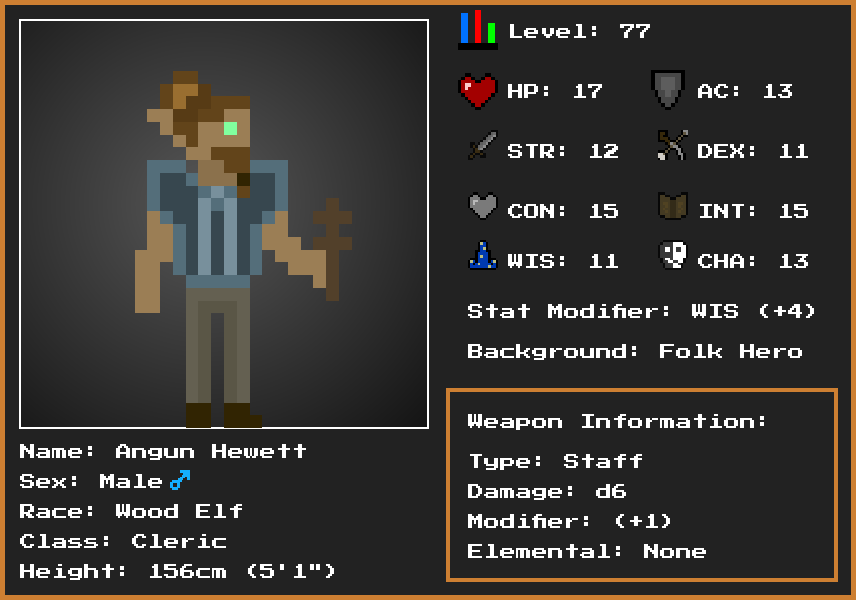 Level: 77
HP: 17 AC: 13
STR: 12 DEX: 11
CON: 15 INT: 15
WIS: 11 CHA: 13
Stat Modifier: WIS (+4)
Background: Folk Hero
Weapon Information:
Type: Staff
Damage: d6
Modifier: (+1)
Elemental: None
Name: Angun Hewett
Sex: Male ♂
Race: Wood Elf
Class: Cleric
Height: 156cm (5'1")